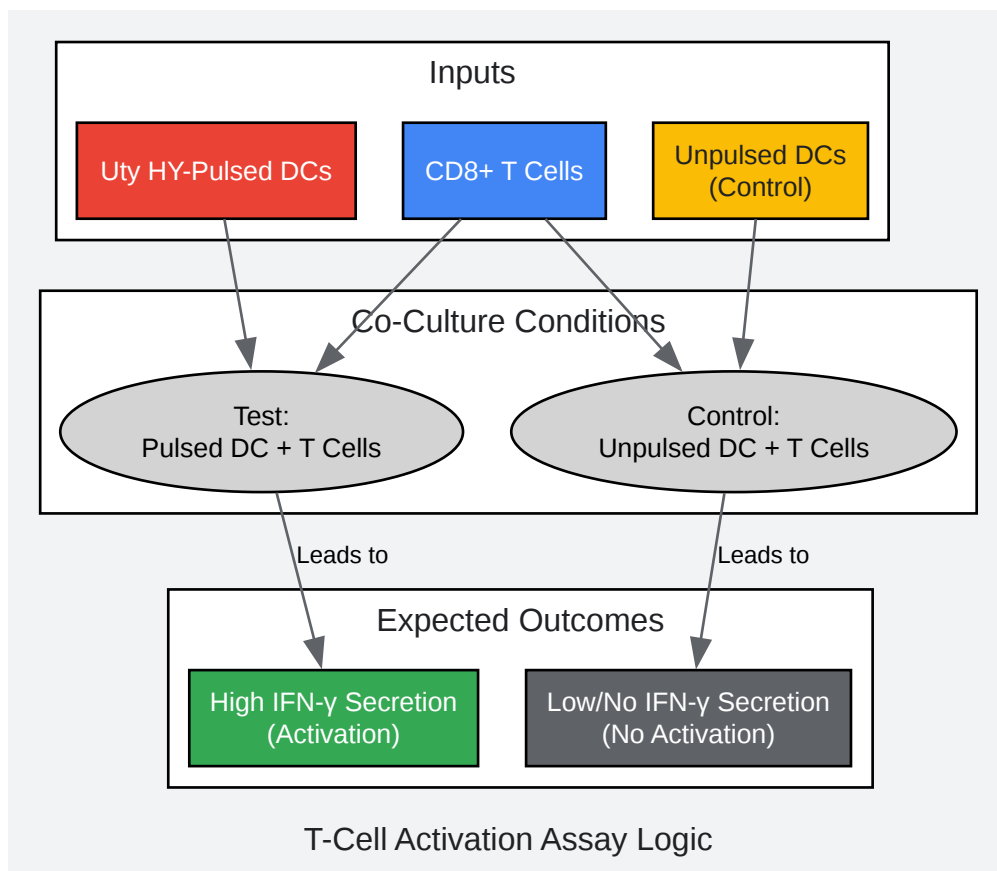 Inputs
Uty HY-Pulsed DCs
CD8+ T Cells
Unpulsed DCs
(Control)
Co-Culture Conditions
Test:
Pulsed DC + T Cells
Control:
Unpulsed DC + T Cells
Leads to
Leads to
Expected Outcomes
High IFN-γ Secretion
(Activation)
Low/No IFN-γ Secretion
(No Activation)
T-Cell Activation Assay Logic